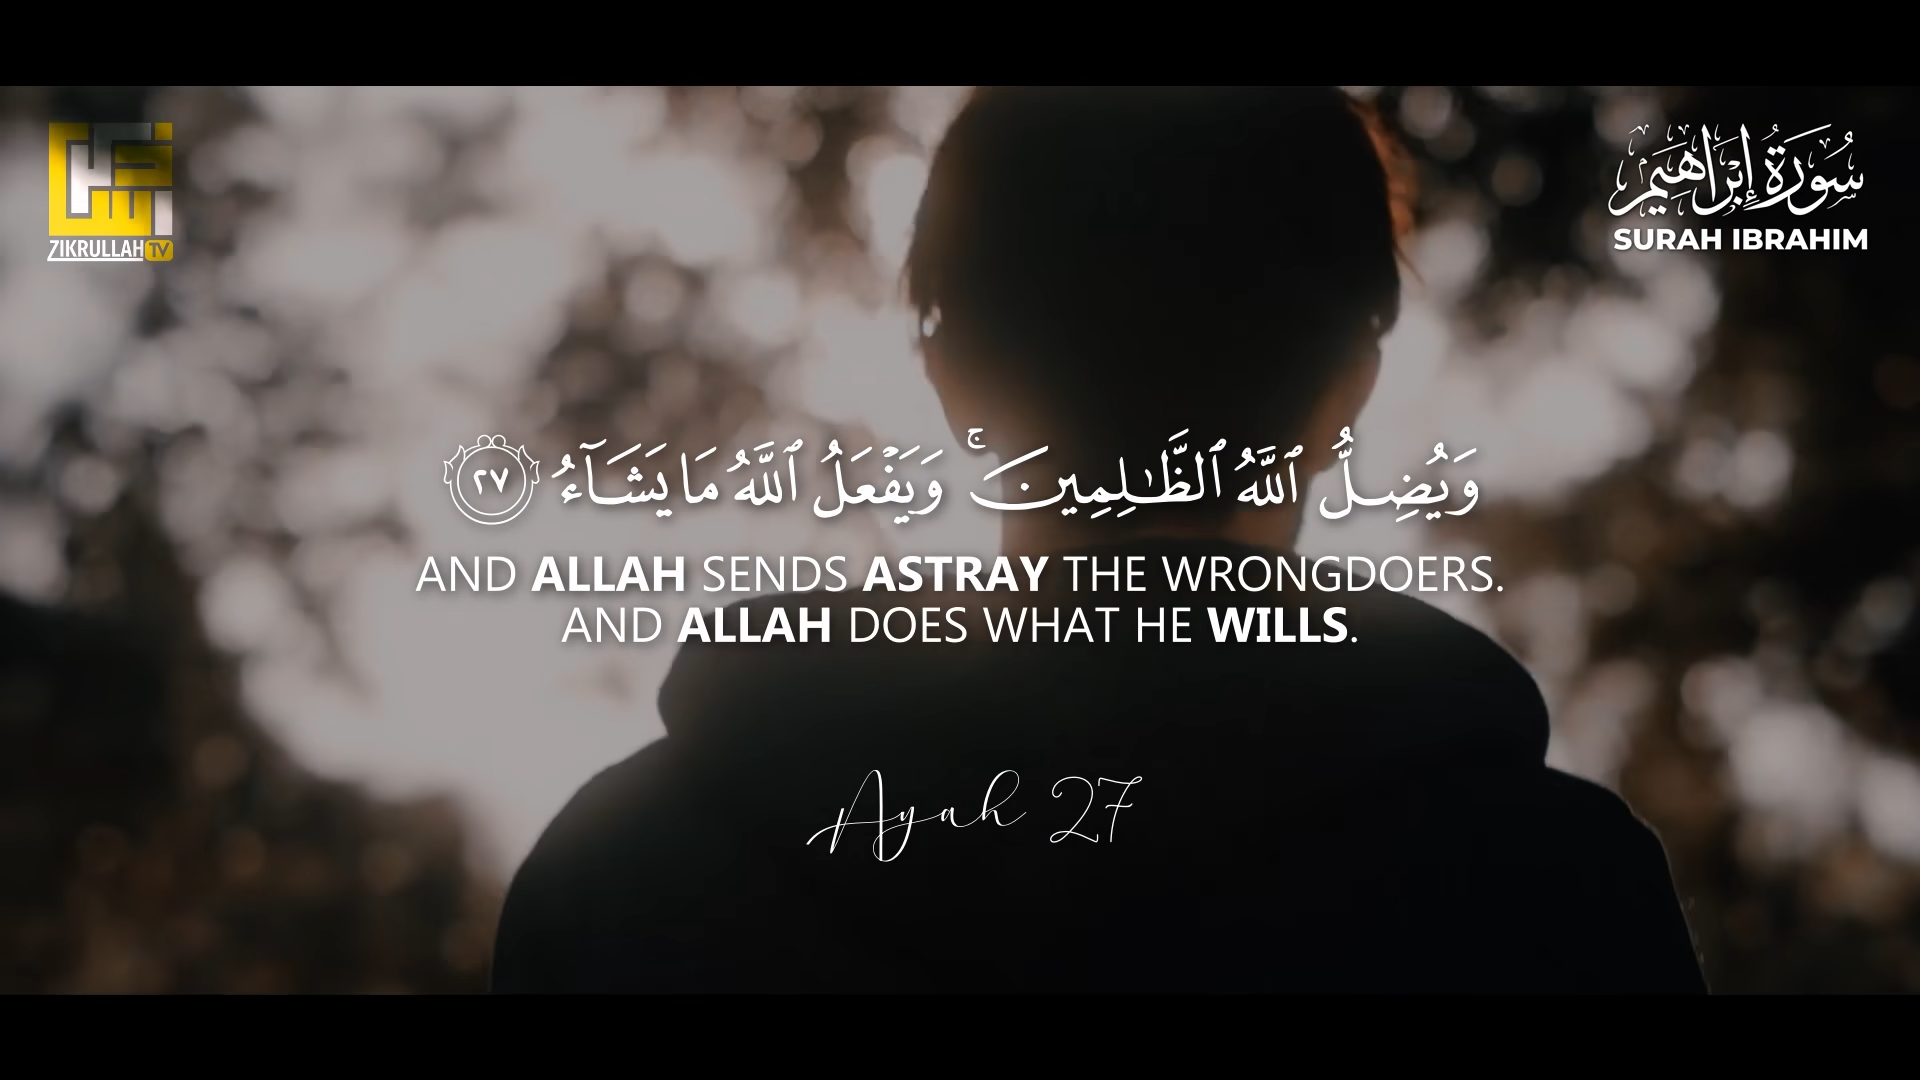 ZIKRULLAH TV
سُورَةُ إِبْرَاهِيم
SURAH IBRAHIM
وَيُضِلُّ ٱللَّهُ ٱلظَّـٰلِمِينَ ۚ وَيَفْعَلُ ٱللَّهُ مَا يَشَآءُ ٢٧
AND ALLAH SENDS ASTRAY THE WRONGDOERS.
AND ALLAH DOES WHAT HE WILLS.
Ayah 27